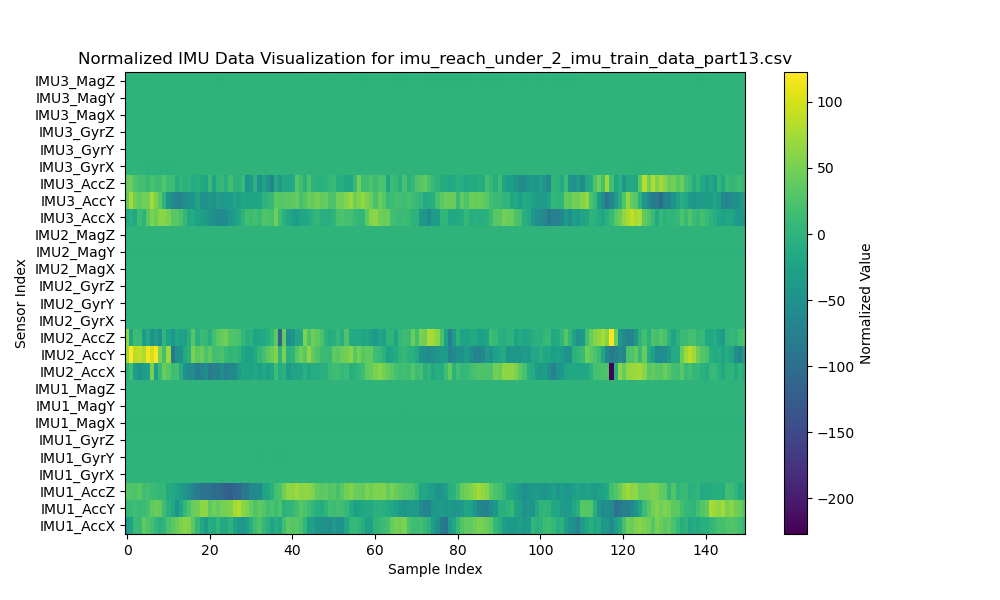 Normalized IMU Data Visualization for imu_reach_under_2_imu_train_data_part13.csv
IMU3_MagZ
IMU3_MagY
IMU3_MagX
IMU3_GyrZ
IMU3_GyrY
IMU3_GyrX
IMU3_AccZ
IMU3_AccY
IMU3_AccX
IMU2_MagZ
IMU2_MagY
IMU2_MagX
IMU2_GyrZ
IMU2_GyrY
IMU2_GyrX
IMU2_AccZ
IMU2_AccY
IMU2_AccX
IMU1_MagZ
IMU1_MagY
IMU1_MagX
IMU1_GyrZ
IMU1_GyrY
IMU1_GyrX
IMU1_AccZ
IMU1_AccY
IMU1_AccX
Sensor Index
0 20 40 60 80 100 120 140
Sample Index
100
50
0
−50
−100
−150
−200
Normalized Value